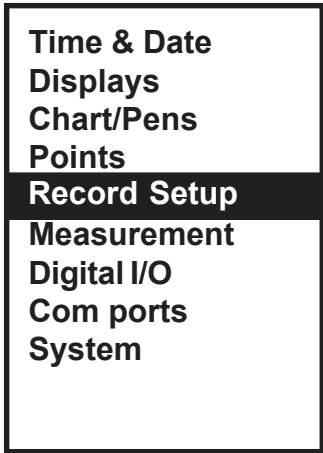 Time & Date
Displays
Chart/Pens
Points
Record Setup
Measurement
Digital I/O
Com ports
System